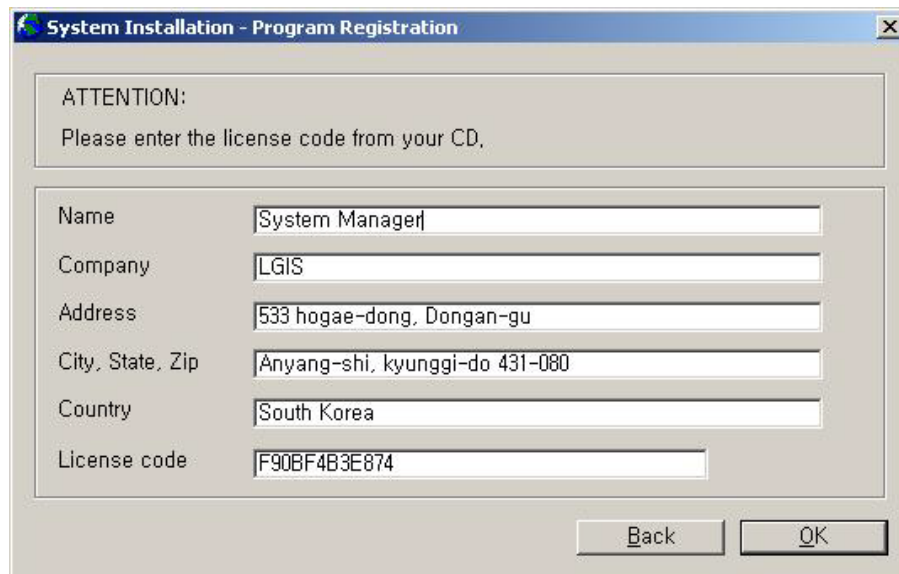 System Installation - Program Registration
ATTENTION:
Please enter the license code from your CD,
Name
System Manager
Company
LGIS
Address
533 hogae-dong, Dongan-gu
City, State, Zip
Anyang-shi, kyunggi-do 431-080
Country
South Korea
License code
F90BF4B3E874
Back
OK